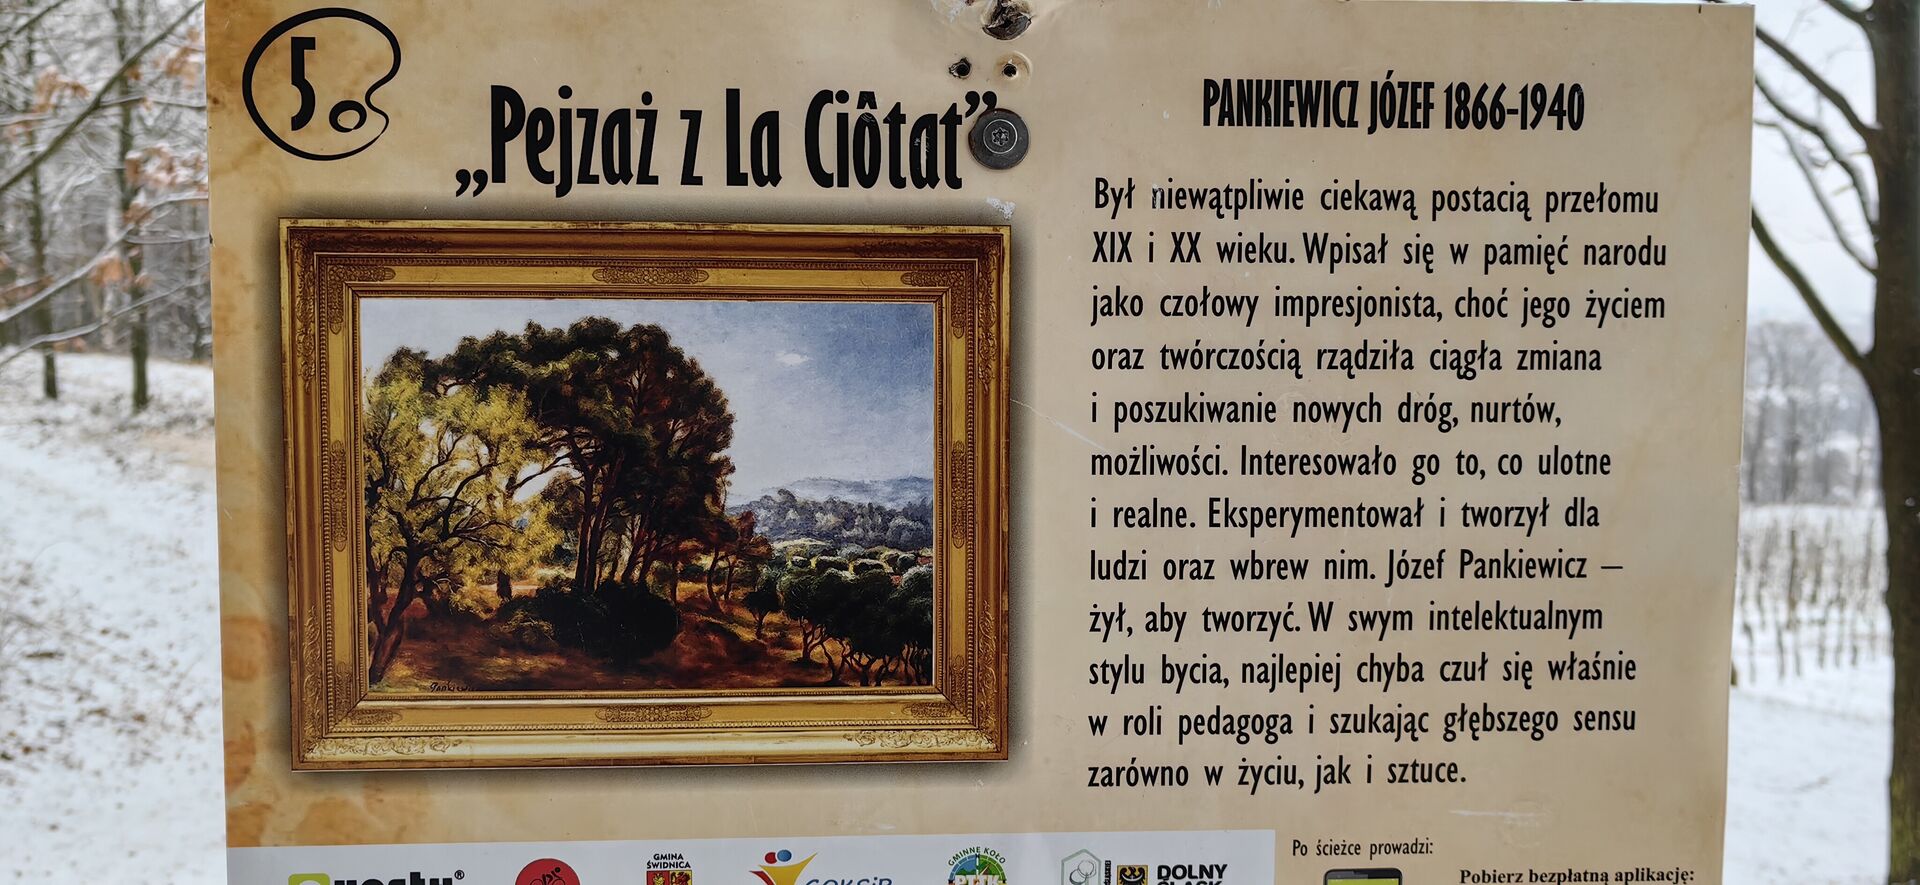 5
„Pejzaż z La Ciôtat”
PANKIEWICZ JÓZEF 1866-1940
Był niewątpliwie ciekawą postacią przełomu
XIX i XX wieku. Wpisał się w pamięć narodu
jako czołowy impresjonista, choć jego życiem
oraz twórczością rządziła ciągła zmiana
i poszukiwanie nowych dróg, nurtów,
możliwości. Interesowało go to, co ulotne
i realne. Eksperymentował i tworzył dla
ludzi oraz wbrew nim. Józef Pankiewicz –
żył, aby tworzyć. W swym intelektualnym
stylu bycia, najlepiej chyba czuł się właśnie
w roli pedagoga i szukając głębszego sensu
zarówno w życiu, jak i sztuce.
GMINA
ŚWIDNICA
GMINNE KOŁO
PTTK
DOLNY
ŚLĄSK
Po ścieżce prowadzi:
Pobierz bezpłatną aplikację: